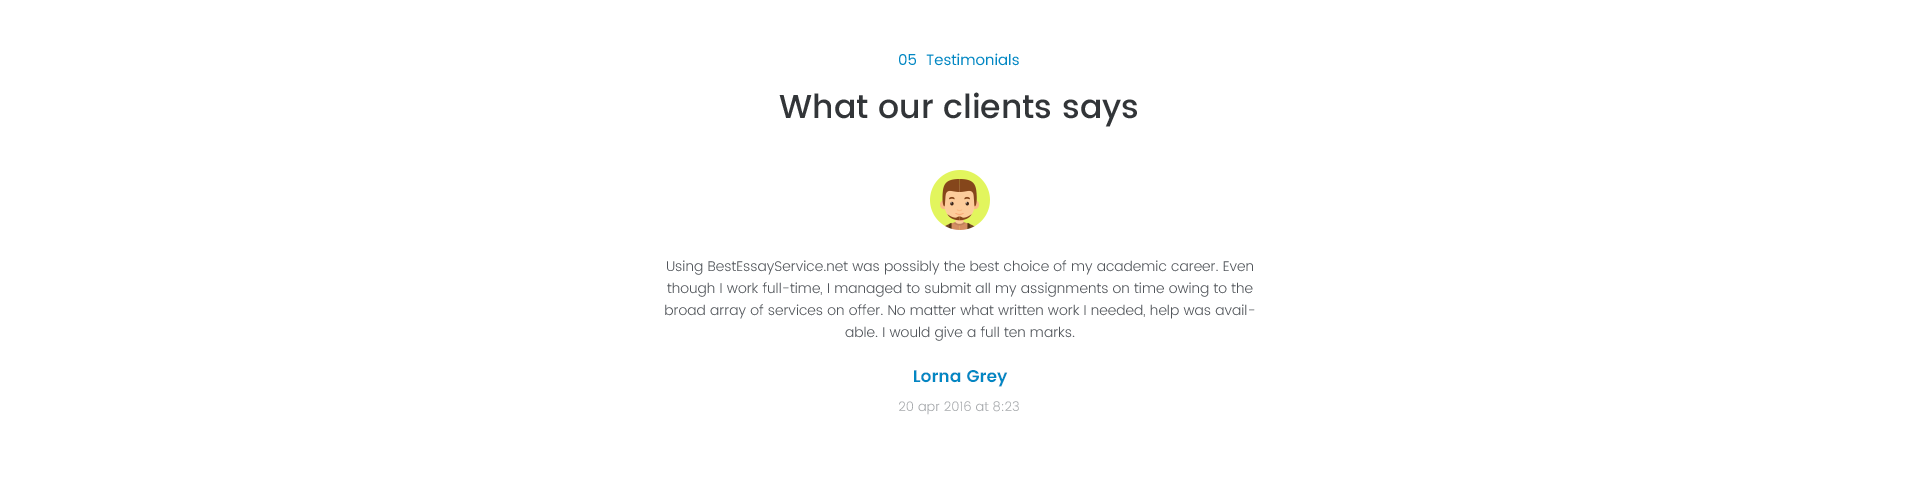 05 Testimonials
What our clients says
Using BestEssayService.net was possibly the best choice of my academic career. Even
though I work full-time, I managed to submit all my assignments on time owing to the
broad array of services on offer. No matter what written work I needed, help was avail-
able. I would give a full ten marks.
Lorna Grey
20 apr 2016 at 8:23